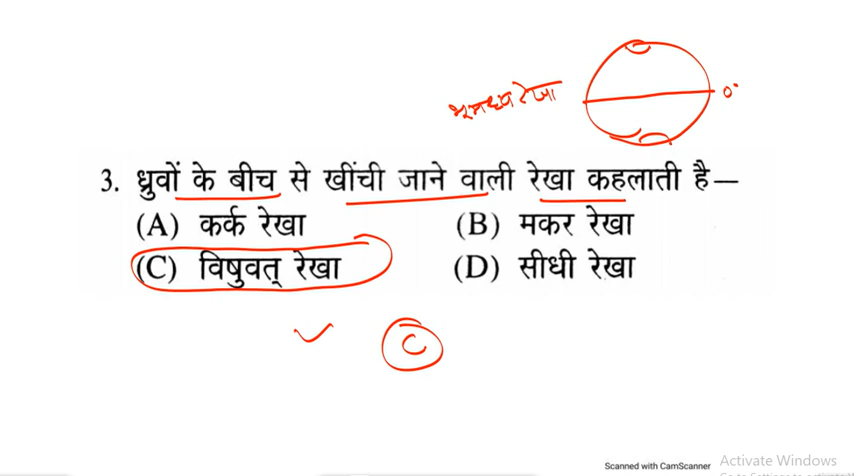 भूमध्य रेखा
0°
3. ध्रुवों के बीच से खींची जाने वाली रेखा कहलाती है—
(A) कर्क रेखा (B) मकर रेखा
(C) विषुवत् रेखा (D) सीधी रेखा
C
Scanned with CamScanner
Activate Windows